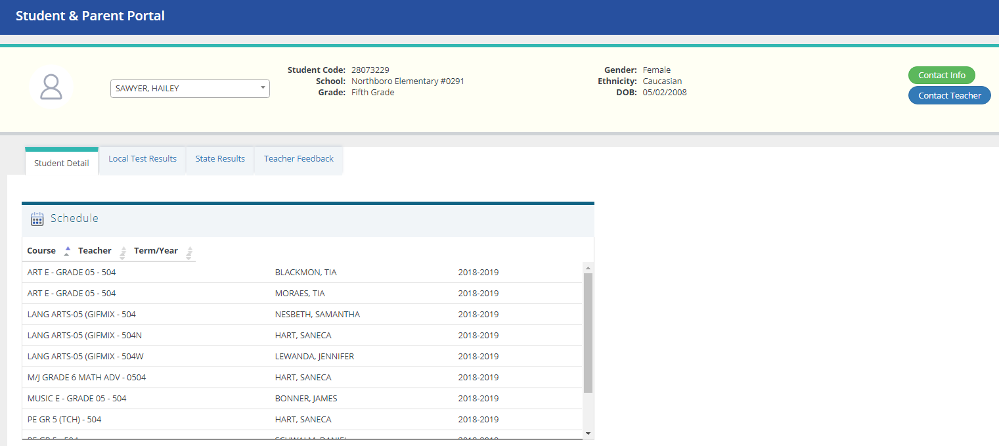 Student & Parent Portal
SAWYER, HAILEY
Student Code: 28073229
School: Northboro Elementary #0291
Grade: Fifth Grade
Gender: Female
Ethnicity: Caucasian
DOB: 05/02/2008
Contact Info
Contact Teacher
Student Detail Local Test Results State Results Teacher Feedback
Schedule
Course Teacher Term/Year
ART E - GRADE 05 - 504 BLACKMON, TIA 2018-2019
ART E - GRADE 05 - 504 MORAES, TIA 2018-2019
LANG ARTS-05 (GIFMIX - 504 NESBETH, SAMANTHA 2018-2019
LANG ARTS-05 (GIFMIX - 504N HART, SANECA 2018-2019
LANG ARTS-05 (GIFMIX - 504W LEWANDA, JENNIFER 2018-2019
M/J GRADE 6 MATH ADV - 0504 HART, SANECA 2018-2019
MUSIC E - GRADE 05 - 504 BONNER, JAMES 2018-2019
PE GR 5 (TCH) - 504 HART, SANECA 2018-2019